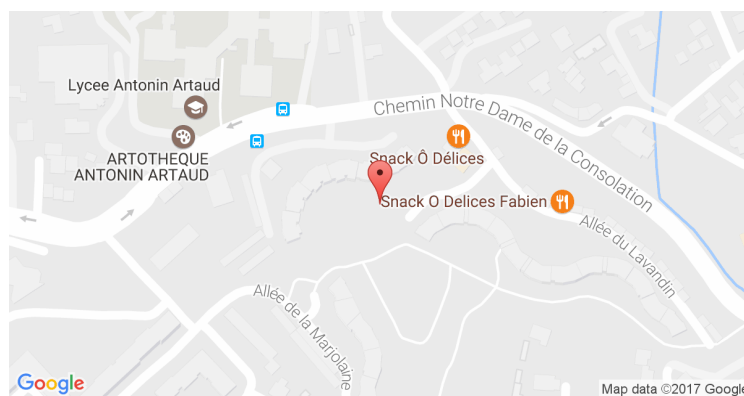 Lycee Antonin Artaud
ARTOTHEQUE
ANTONIN ARTAUD
Chemin Notre Dame de la Consolation
Snack Ô Délices
Snack O Delices Fabien
Allée du Lavandin
Allée de la Marjolaine
Google
Map data ©2017 Google